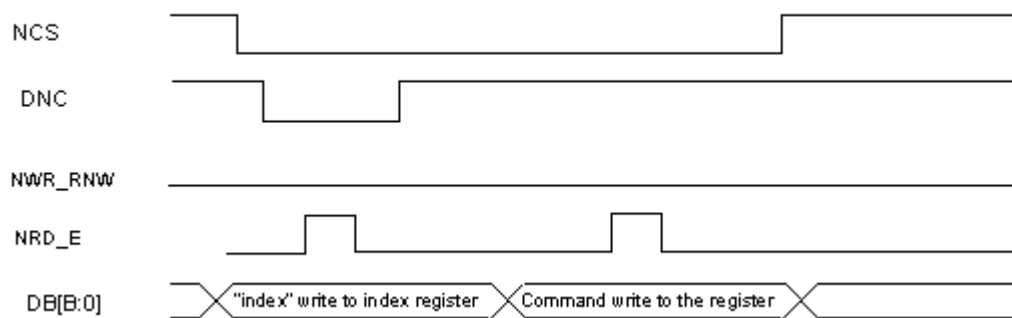 NCS
DNC
NWR_RNW
NRD_E
DB[B:0]
"index" write to index register
Command write to the register